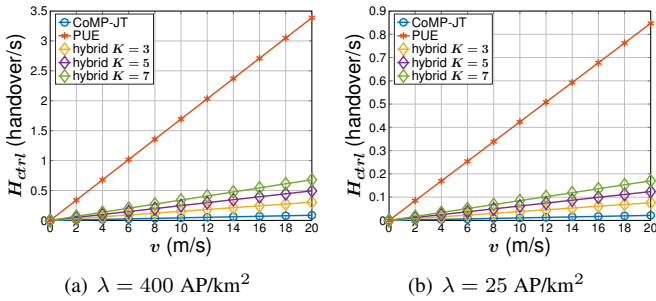 3.5
3
2.5
2
1.5
1
0.5
0
0 2 4 6 8 10 12 14 16 18 20
H_ctrl (handover/s)
v (m/s)
CoMP-JT
PUE
hybrid K = 3
hybrid K = 5
hybrid K = 7
(a) λ = 400 AP/km²
0.9
0.8
0.7
0.6
0.5
0.4
0.3
0.2
0.1
0
0 2 4 6 8 10 12 14 16 18 20
H_ctrl (handover/s)
v (m/s)
CoMP-JT
PUE
hybrid K = 3
hybrid K = 5
hybrid K = 7
(b) λ = 25 AP/km²